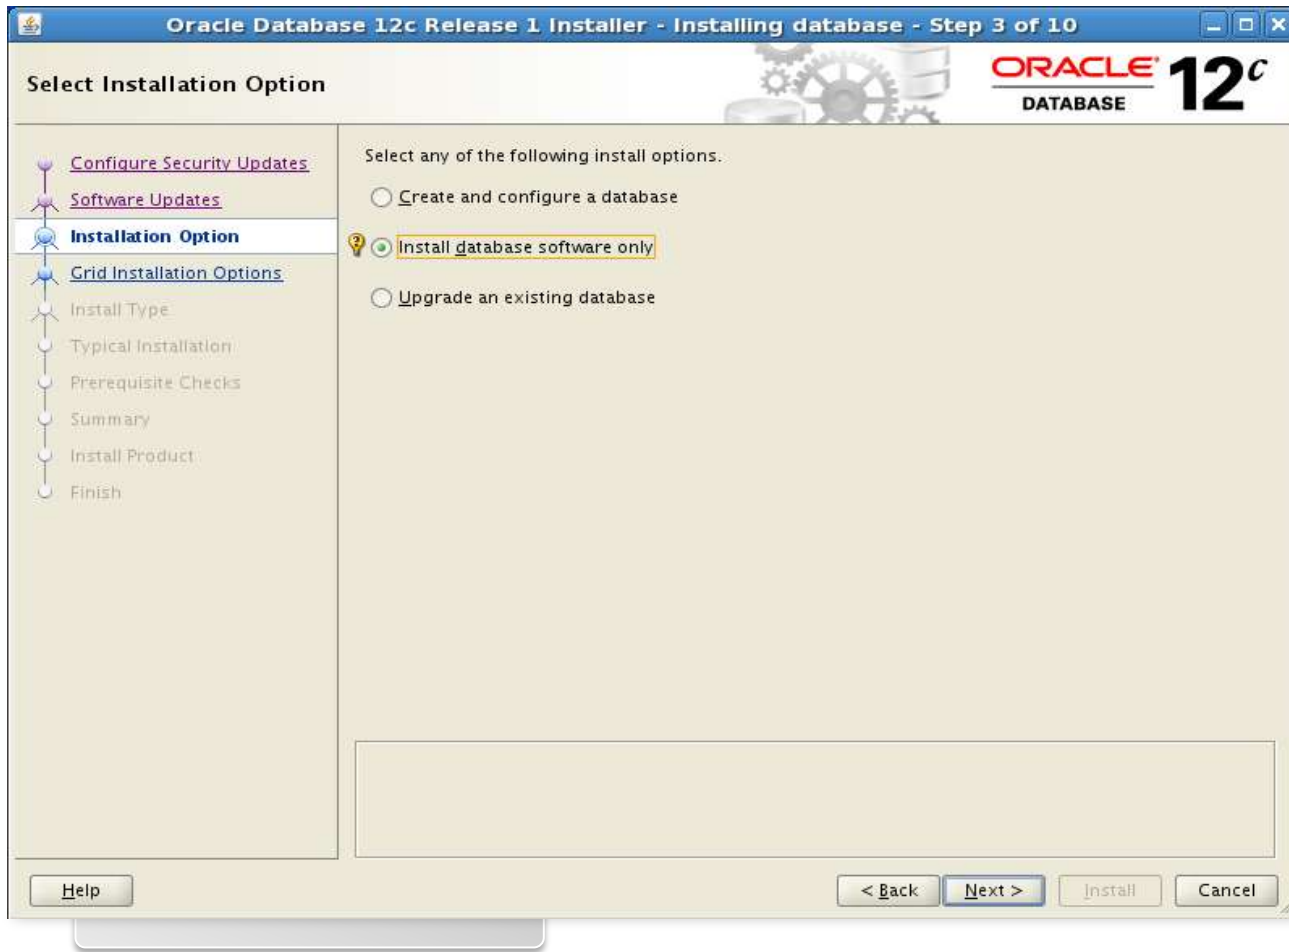 Oracle Database 12c Release 1 Installer - Installing database - Step 3 of 10
Select Installation Option
ORACLE 12c
DATABASE
Configure Security Updates
Software Updates
Installation Option
Grid Installation Options
Install Type
Typical Installation
Prerequisite Checks
Summary
Install Product
Finish
Select any of the following install options.
Create and configure a database
Install database software only
Upgrade an existing database
Help
< Back
Next >
Install
Cancel